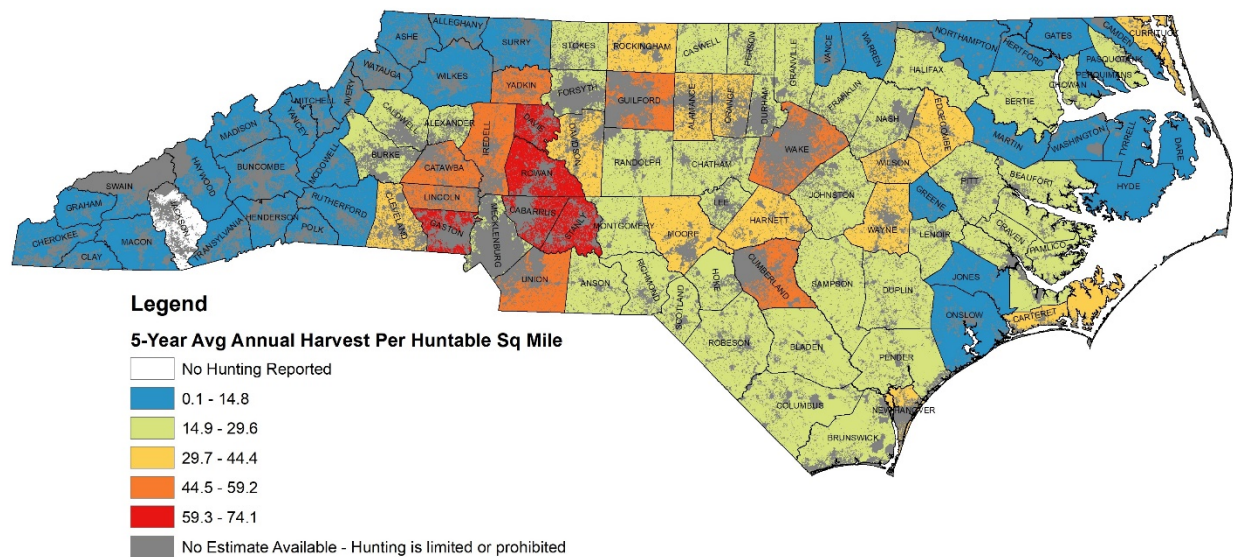 ALLEGHANY
ASHE
SURRY
STOKES
ROCKINGHAM
CASWELL
PERSON
GRANVILLE
VANCE
WARREN
NORTHAMPTON
HERTFORD
GATES
CAMDEN
CURRITUCK
PASQUOTANK
PERQUIMANS
CHOWAN
WATAUGA
WILKES
YADKIN
FORSYTH
GUILFORD
ALAMANCE
ORANGE
DURHAM
FRANKLIN
HALIFAX
BERTIE
AVERY
MITCHELL
YANCEY
MADISON
CALDWELL
ALEXANDER
IREDELL
DAVIE
DAVIDSON
RANDOLPH
CHATHAM
WAKE
NASH
EDGECOMBE
MARTIN
WASHINGTON
TYRRELL
DARE
SWAIN
HAYWOOD
BUNCOMBE
MCDOWELL
BURKE
CATAWBA
ROWAN
LEE
JOHNSTON
WILSON
PITT
BEAUFORT
HYDE
GRAHAM
JACKSON
TRANSYLVANIA
HENDERSON
RUTHERFORD
POLK
CLEVELAND
LINCOLN
GASTON
MECKLENBURG
CABARRUS
STANLY
MONTGOMERY
MOORE
HARNETT
WAYNE
GREENE
LENOIR
CRAVEN
PAMLICO
CHEROKEE
CLAY
MACON
UNION
ANSON
RICHMOND
SCOTLAND
HOKE
CUMBERLAND
SAMPSON
DUPLIN
JONES
ONSLOW
CARTERET
ROBESON
BLADEN
PENDER
COLUMBUS
BRUNSWICK
NEW HANOVER
Legend
5-Year Avg Annual Harvest Per Huntable Sq Mile
No Hunting Reported
0.1 - 14.8
14.9 - 29.6
29.7 - 44.4
44.5 - 59.2
59.3 - 74.1
No Estimate Available - Hunting is limited or prohibited